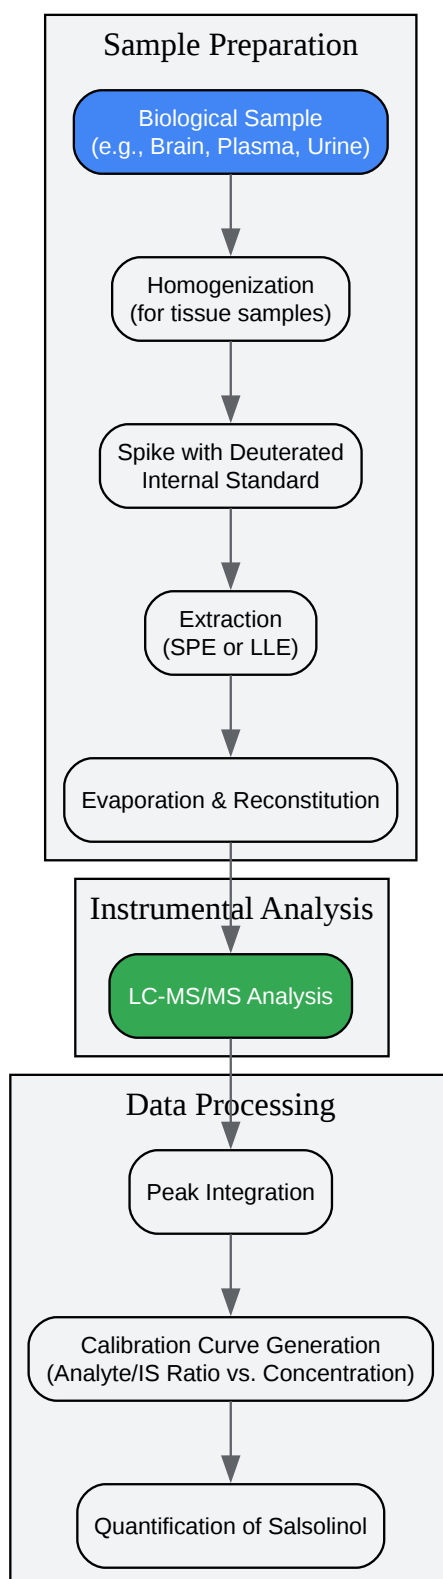 Sample Preparation
Biological Sample
(e.g., Brain, Plasma, Urine)
Homogenization
(for tissue samples)
Spike with Deuterated
Internal Standard
Extraction
(SPE or LLE)
Evaporation & Reconstitution
Instrumental Analysis
LC-MS/MS Analysis
Data Processing
Peak Integration
Calibration Curve Generation
(Analyte/IS Ratio vs. Concentration)
Quantification of Salsolinol